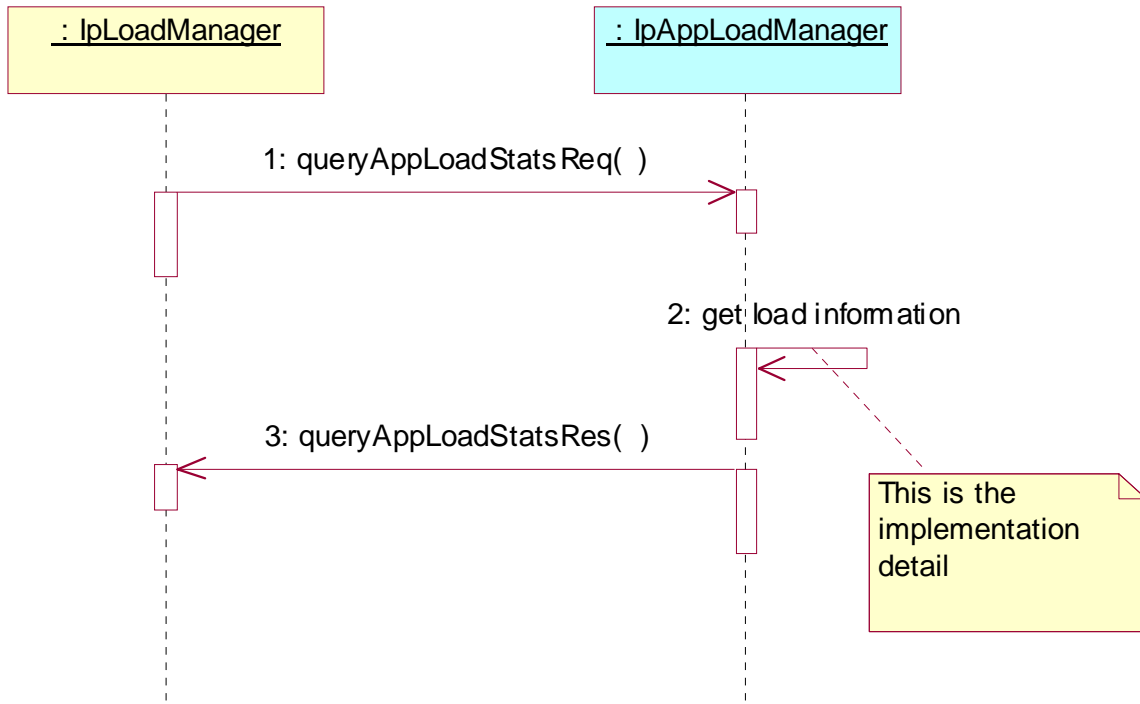 : IpLoadManager
: IpAppLoadManager
1: queryAppLoadStatsReq( )
2: get load information
3: queryAppLoadStatsRes( )
This is the
implementation
detail